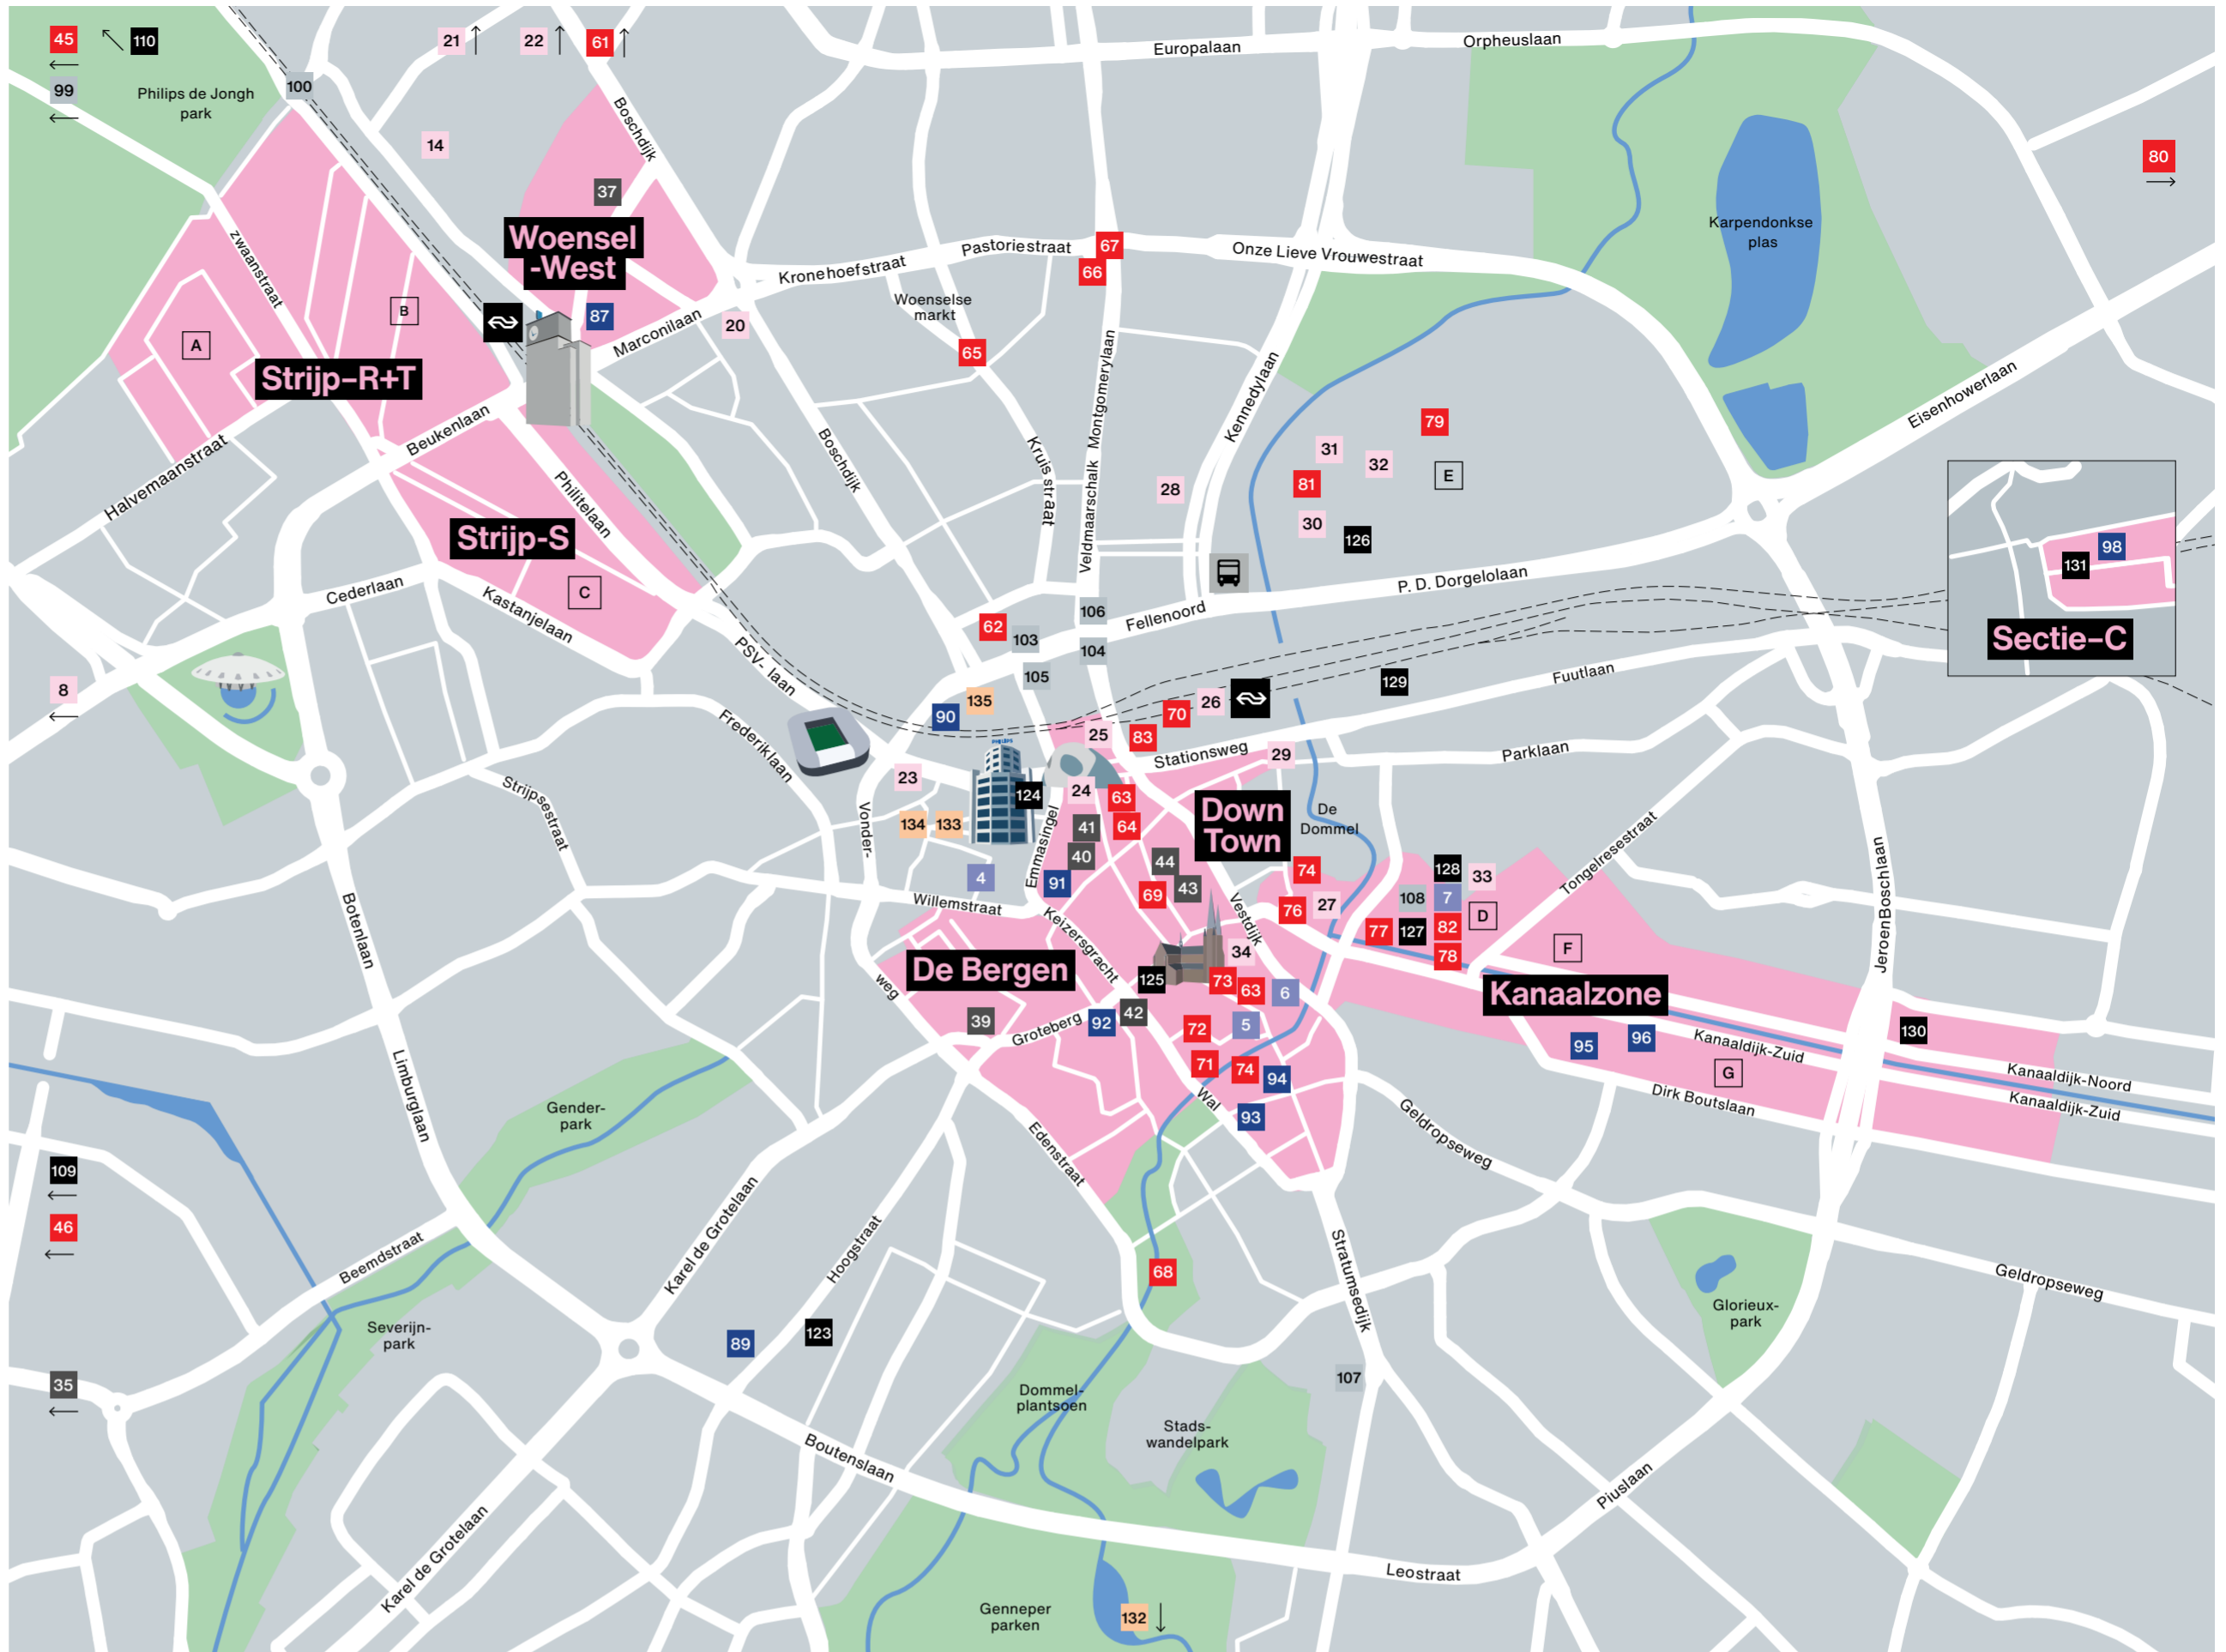 45
110
21
22
61
Europalaan
Orpheuslaan
99
Philips de Jongh
park
100
Boschdijk
14
80
37
Woensel
-West
67
66
Pastoriestraat
Kronehoefstraat
Onze Lieve Vrouwestraat
Karpendonkse
plas
zwaanstraat
B
A
87
20
Marconilaan
Woenselse
markt
65
Strijp–R+T
Veldmaarschalk Montgomerylaan
Kennedylaan
Eisenhowerlaan
Beukenlaan
Halvemaanstraat
Boschdijk
Kruisstraat
79
31
32
E
81
28
30
126
Philitelaan
Strijp-S
C
98
131
Sectie–C
Cederlaan
Kastanjelaan
P. D. Dorgelolaan
Fellenoord
106
62
103
104
105
PSV-laan
8
135
90
129
Fuutlaan
26
70
83
25
Stationsweg
29
Parklaan
Frederiklaan
Strijpsestraat
23
124
24
63
Down
Town
De
Dommel
134
133
Vonder-
Emmasingel
41
64
40
44
43
4
91
69
74
128
33
108
7
D
Tongelresestraat
JeroenBoschlaan
Willemstraat
Keizersgracht
Vestdijk
76
27
77
127
82
F
78
34
Botenlaan
De Bergen
weg
125
73
63
6
Kanaalzone
39
Groteberg
92
42
72
5
95
96
130
Kanaaldijk-Zuid
Kanaaldijk-Noord
Kanaaldijk-Zuid
G
Dirk Boutslaan
71
74
94
Wal
93
Limburglaan
Gender-
park
Edenstraat
Geldropseweg
109
46
Beemdstraat
Karel de Grotelaan
Hoogstraat
68
Stratumsedijk
Geldropseweg
Glorieux-
park
Severijn-
park
89
123
35
107
Dommel-
plantsoen
Stads-
wandelpark
Boutenslaan
Piuslaan
Karel de Grotelaan
Leostraat
Genneper
parken
132